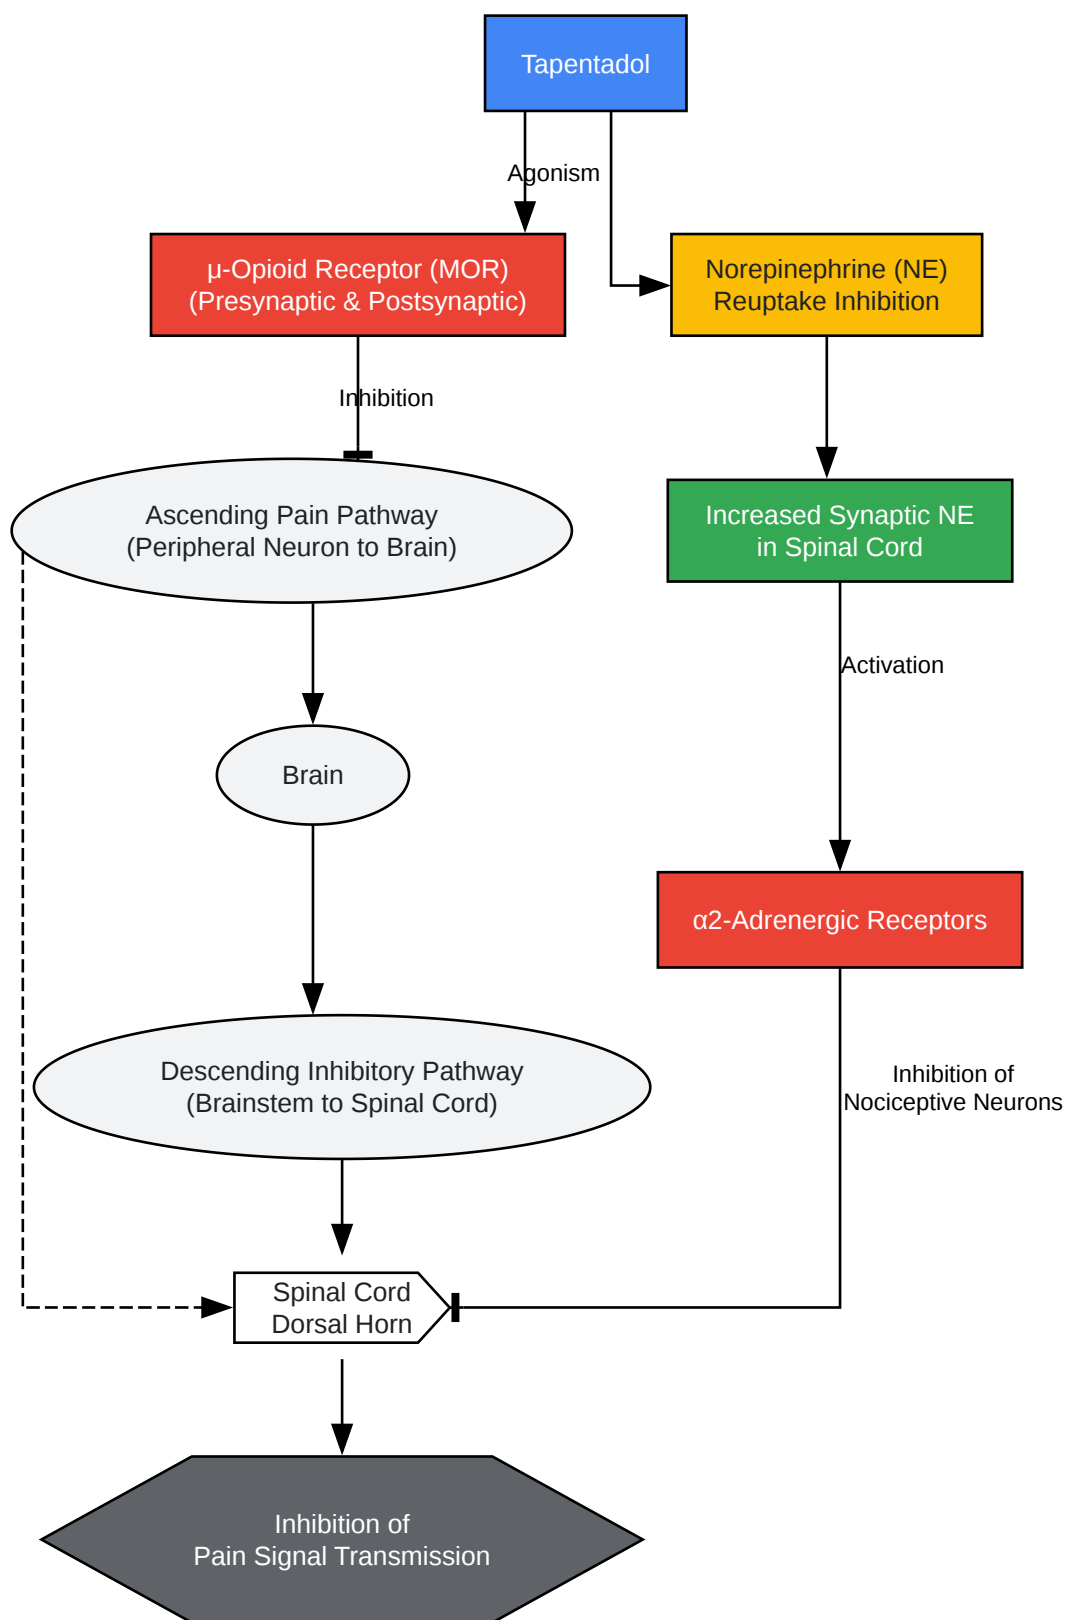 Tapentadol
Agonism
μ-Opioid Receptor (MOR)
(Presynaptic & Postsynaptic)
Norepinephrine (NE)
Reuptake Inhibition
Inhibition
Ascending Pain Pathway
(Peripheral Neuron to Brain)
Increased Synaptic NE
in Spinal Cord
Activation
Brain
α2-Adrenergic Receptors
Descending Inhibitory Pathway
(Brainstem to Spinal Cord)
Inhibition of
Nociceptive Neurons
Spinal Cord
Dorsal Horn
Inhibition of
Pain Signal Transmission